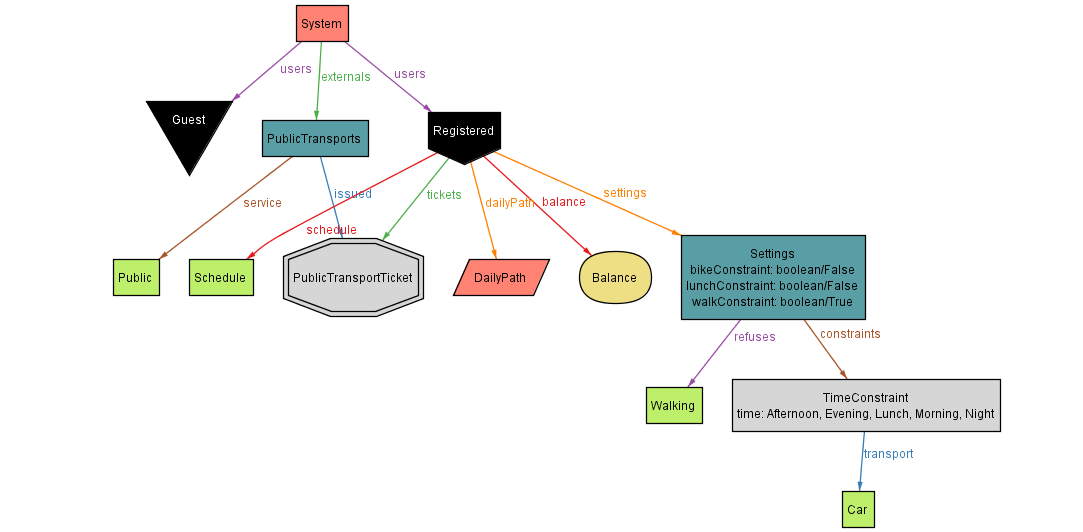 System
users
externals
users
Guest
PublicTransports
Registered
service
issued
schedule
tickets
dailyPath
balance
settings
Public
Schedule
PublicTransportTicket
DailyPath
Balance
Settings
bikeConstraint: boolean/False
lunchConstraint: boolean/False
walkConstraint: boolean/True
refuses
constraints
Walking
TimeConstraint
time: Afternoon, Evening, Lunch, Morning, Night
transport
Car